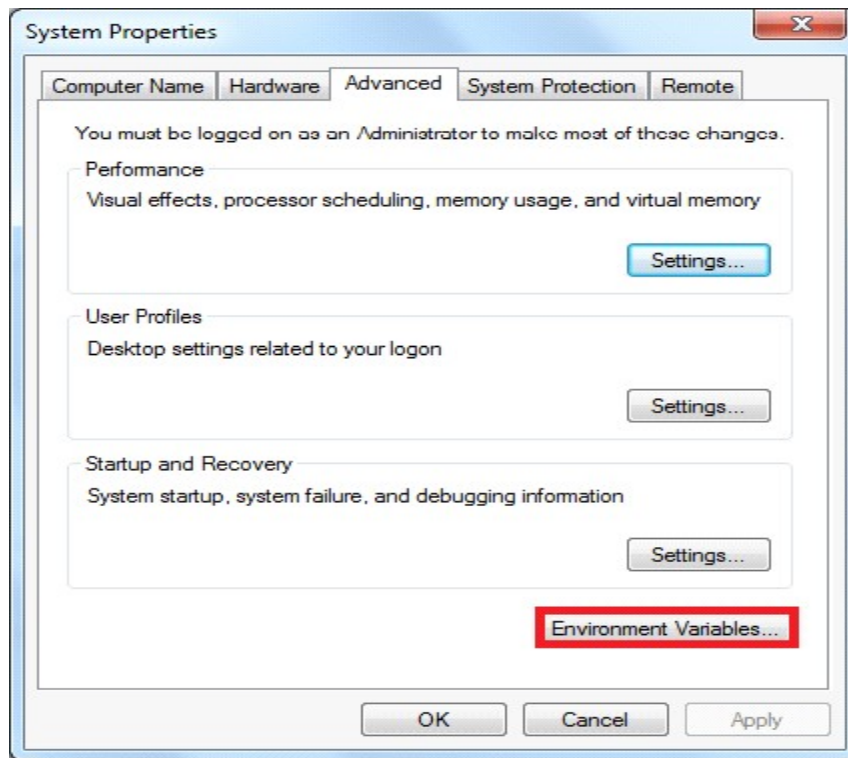 System Properties
Computer Name Hardware Advanced System Protection Remote
You must be logged on as an Administrator to make most of these changes.
Performance
Visual effects, processor scheduling, memory usage, and virtual memory
Settings...
User Profiles
Desktop settings related to your logon
Settings...
Startup and Recovery
System startup, system failure, and debugging information
Settings...
Environment Variables...
OK Cancel Apply